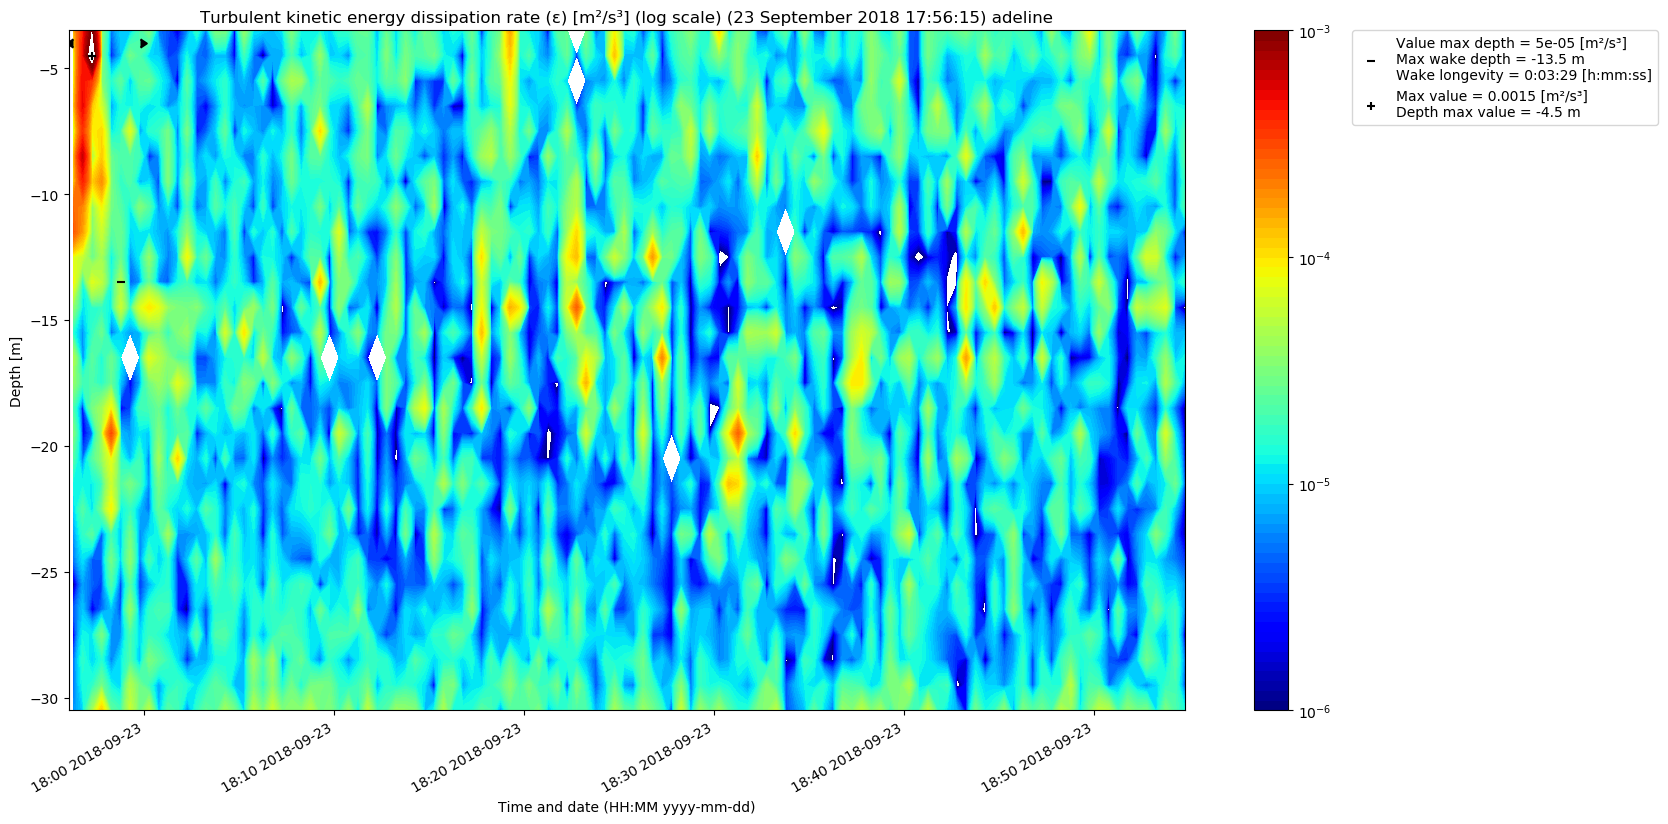 Turbulent kinetic energy dissipation rate (ε) [m²/s³] (log scale) (23 September 2018 17:56:15) adeline
Value max depth = 5e-05 [m²/s³]
Max wake depth = -13.5 m
Wake longevity = 0:03:29 [h:mm:ss]
Max value = 0.0015 [m²/s³]
Depth max value = -4.5 m
Depth [m]
−5
−10
−15
−20
−25
−30
10⁻³
10⁻⁴
10⁻⁵
10⁻⁶
18:00 2018-09-23
18:10 2018-09-23
18:20 2018-09-23
18:30 2018-09-23
18:40 2018-09-23
18:50 2018-09-23
Time and date (HH:MM yyyy-mm-dd)